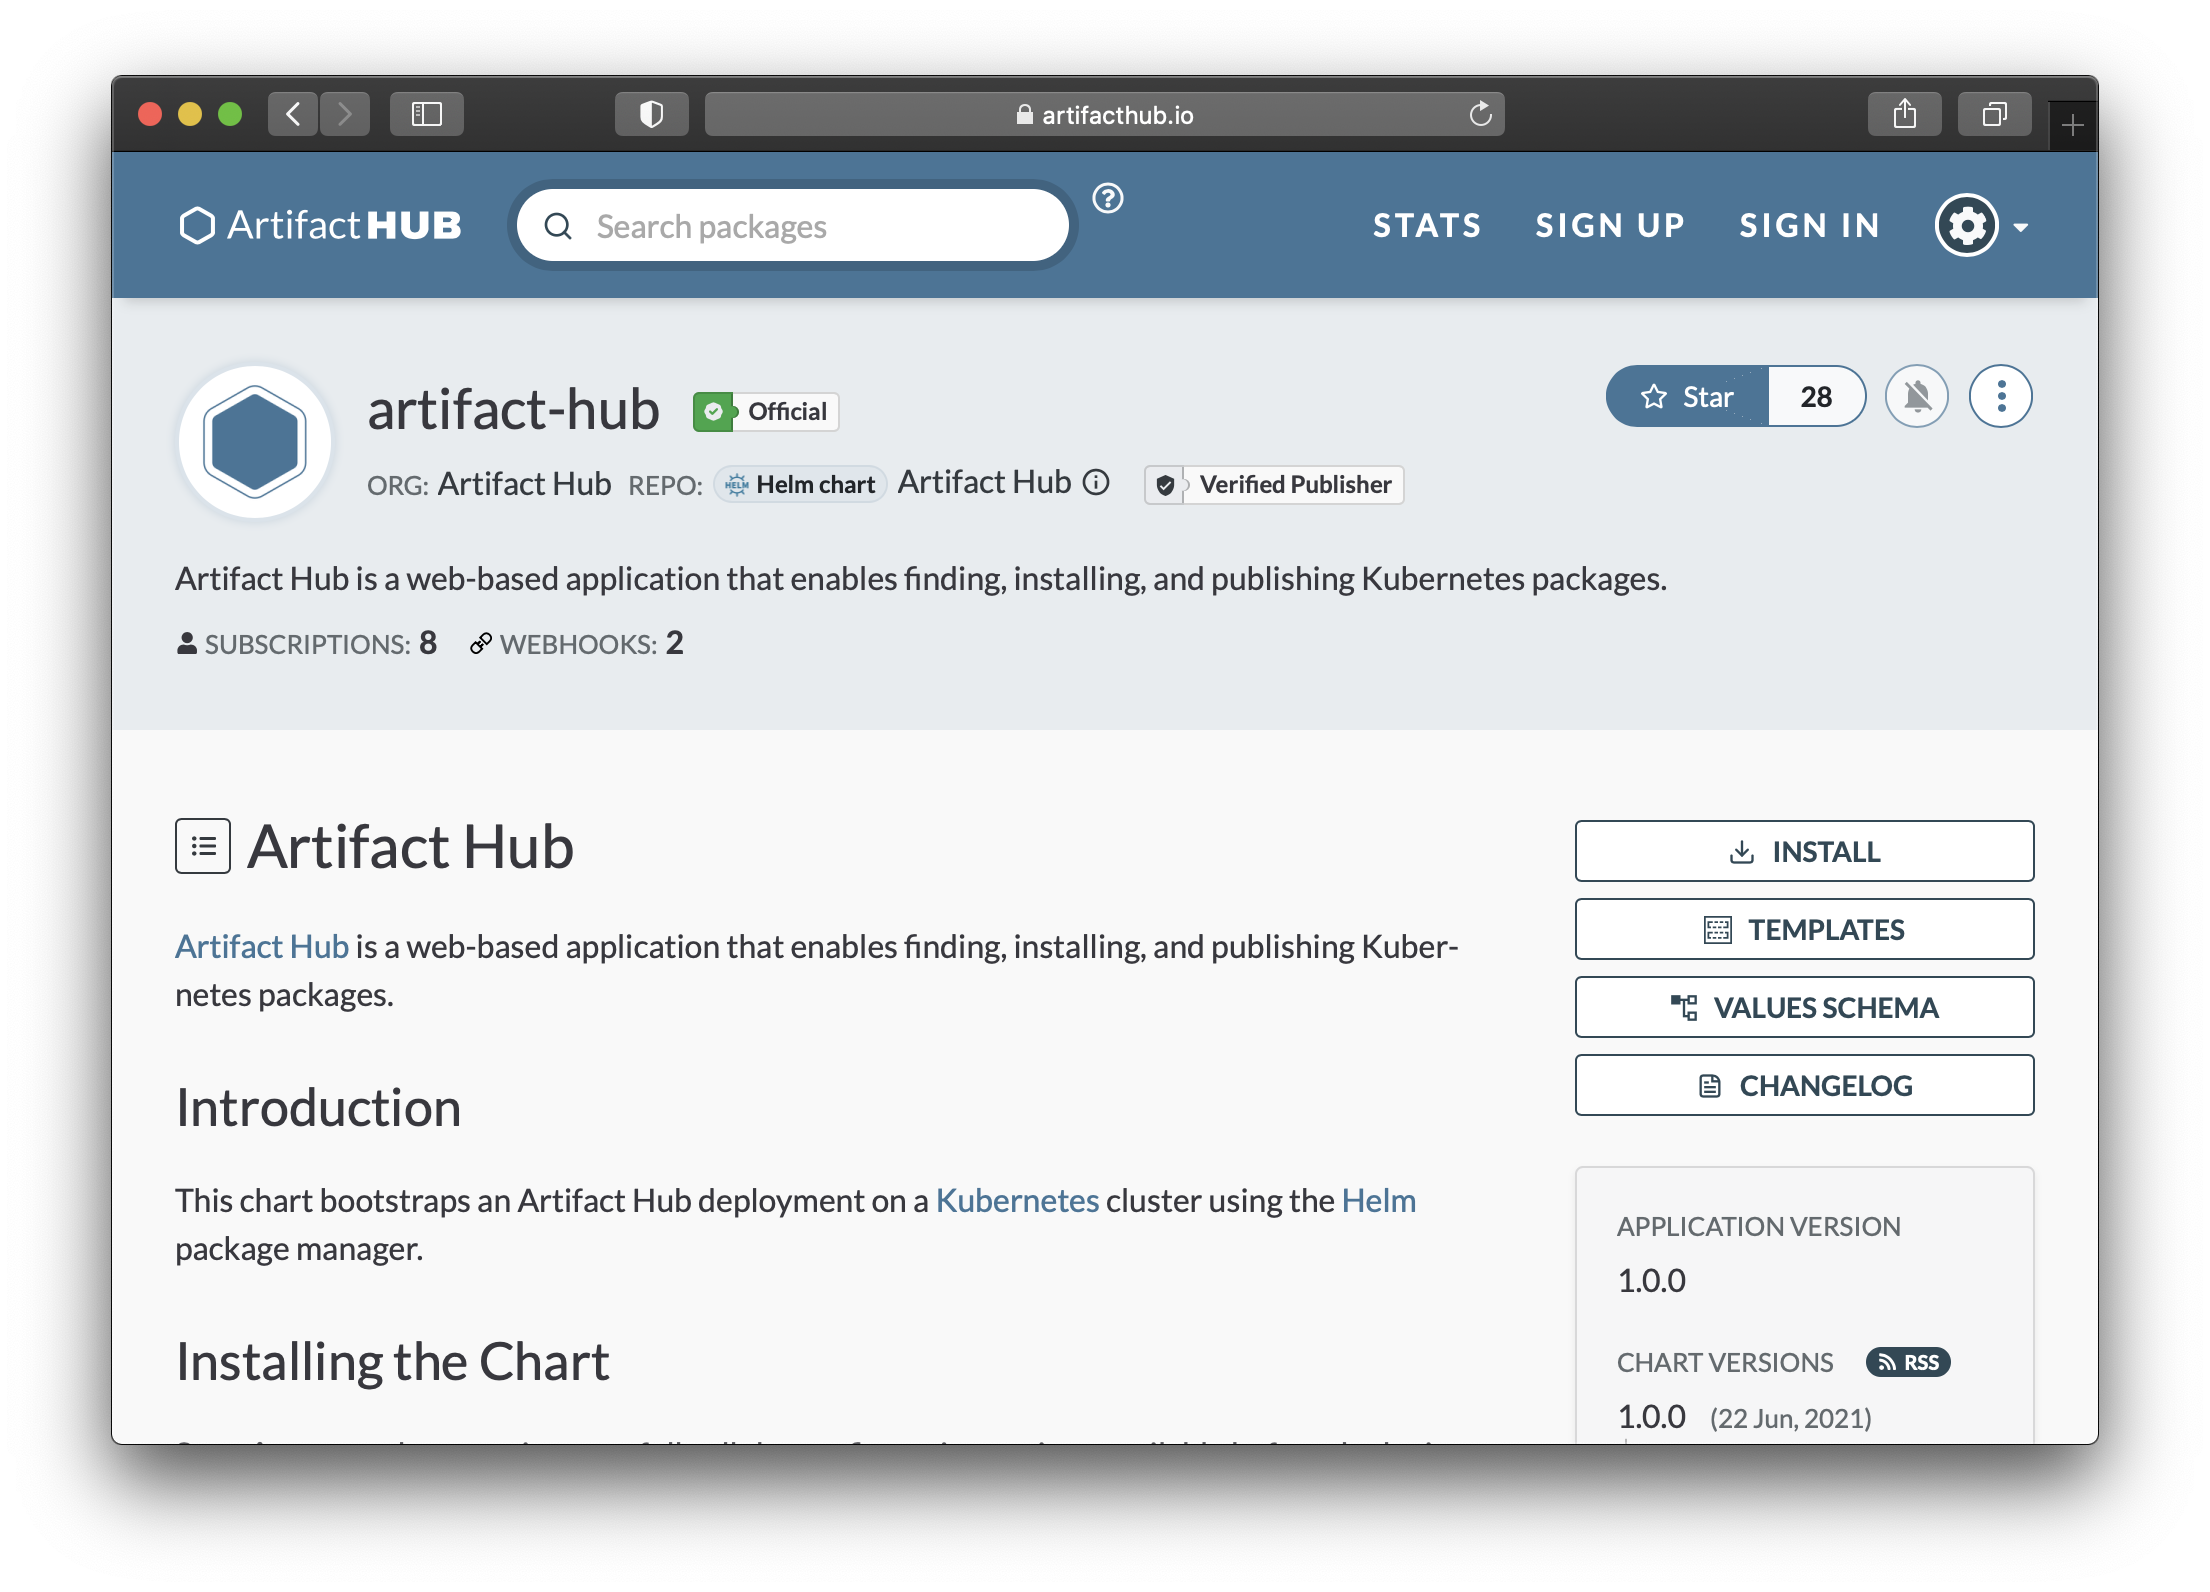 artifacthub.io
Artifact HUB
Search packages
STATS
SIGN UP
SIGN IN
artifact-hub
Official
Star
28
ORG: Artifact Hub REPO: HELM Helm chart Artifact Hub
Verified Publisher
Artifact Hub is a web-based application that enables finding, installing, and publishing Kubernetes packages.
SUBSCRIPTIONS: 8 WEBHOOKS: 2
Artifact Hub
Artifact Hub is a web-based application that enables finding, installing, and publishing Kuber-
netes packages.
Introduction
This chart bootstraps an Artifact Hub deployment on a Kubernetes cluster using the Helm
package manager.
Installing the Chart
INSTALL
TEMPLATES
VALUES SCHEMA
CHANGELOG
APPLICATION VERSION
1.0.0
CHART VERSIONS RSS
1.0.0 (22 Jun, 2021)